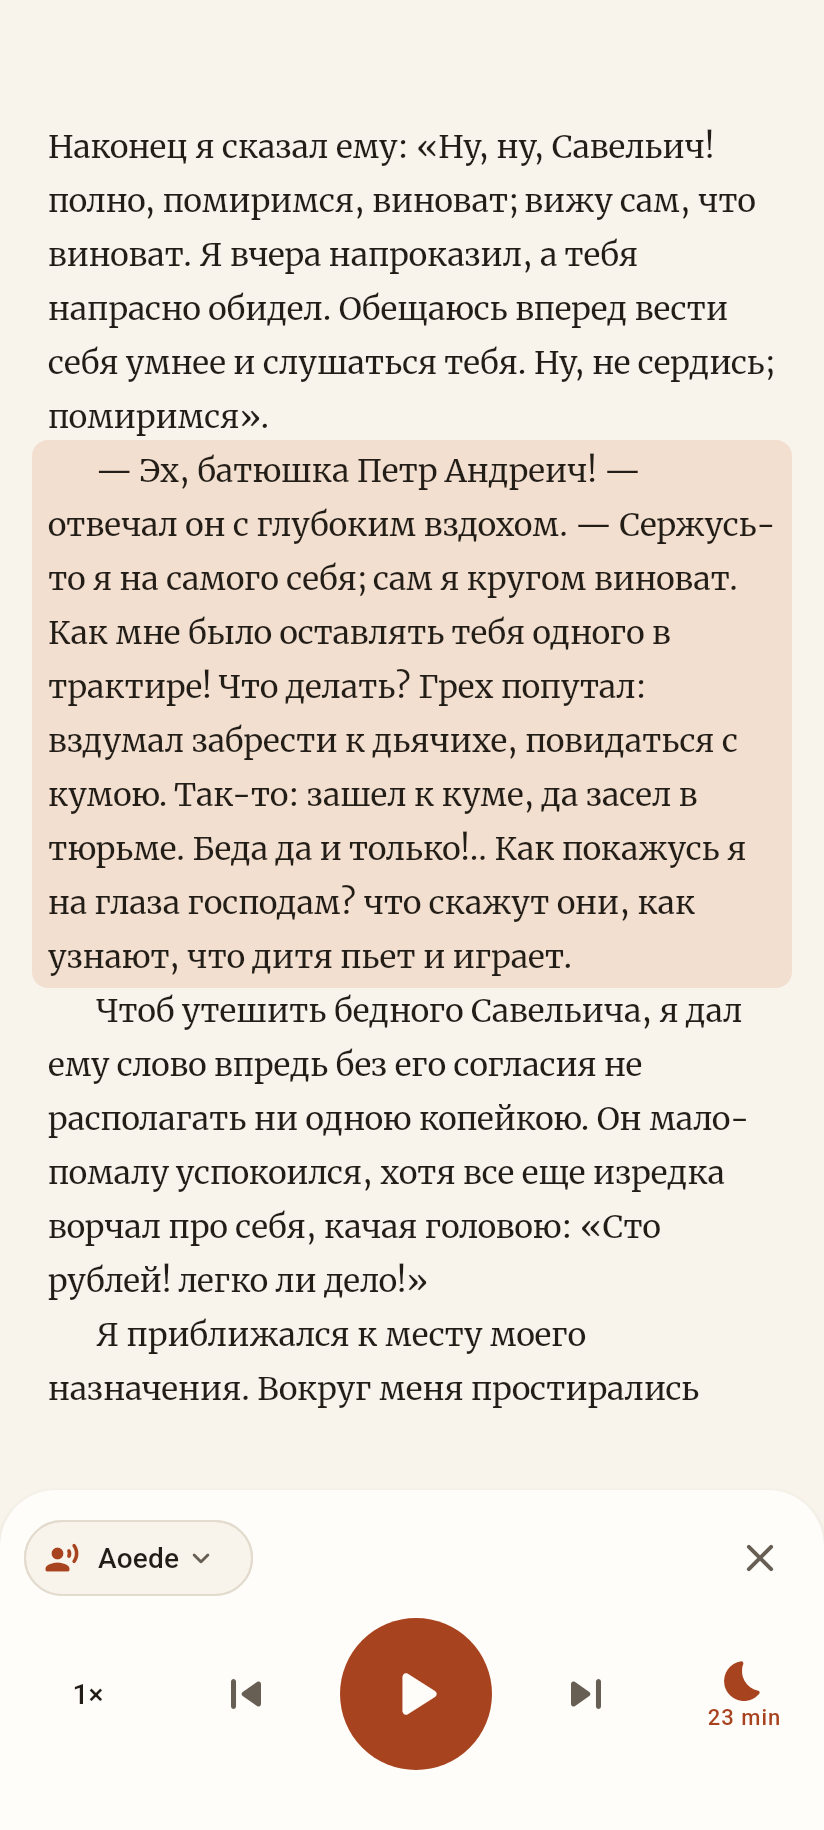 Наконец я сказал ему: «Ну, ну, Савельич!
полно, помиримся, виноват; вижу сам, что
виноват. Я вчера напроказил, а тебя
напрасно обидел. Обещаюсь вперед вести
себя умнее и слушаться тебя. Ну, не сердись;
помиримся».
— Эх, батюшка Петр Андреич! —
отвечал он с глубоким вздохом. — Сержусь-
то я на самого себя; сам я кругом виноват.
Как мне было оставлять тебя одного в
трактире! Что делать? Грех попутал:
вздумал забрести к дьячихе, повидаться с
кумою. Так-то: зашел к куме, да засел в
тюрьме. Беда да и только!.. Как покажусь я
на глаза господам? что скажут они, как
узнают, что дитя пьет и играет.
Чтоб утешить бедного Савельича, я дал
ему слово впредь без его согласия не
располагать ни одною копейкою. Он мало-
помалу успокоился, хотя все еще изредка
ворчал про себя, качая головою: «Сто
рублей! легко ли дело!»
Я приближался к месту моего
назначения. Вокруг меня простирались
Aoede
1×
23 min